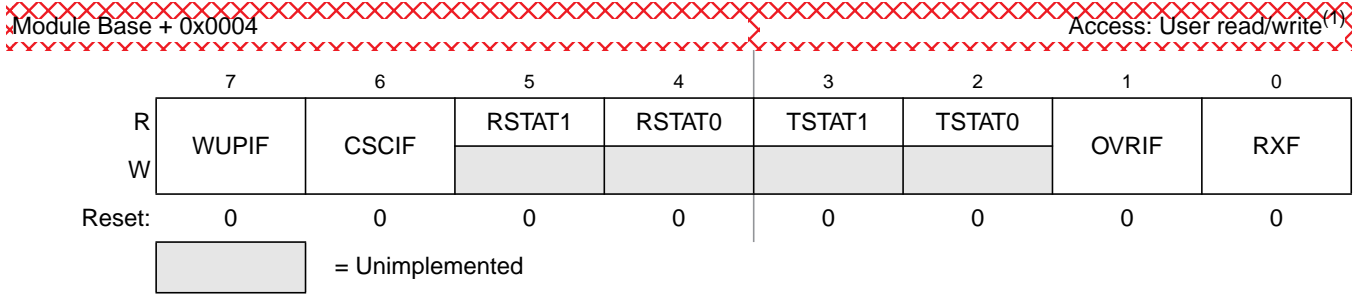 Module Base + 0x0004 Access: User read/write(1)
7 6 5 4 3 2 1 0
R WUPIF CSCIF RSTAT1 RSTAT0 TSTAT1 TSTAT0 OVRIF RXF
W
Reset: 0 0 0 0 0 0 0 0
= Unimplemented